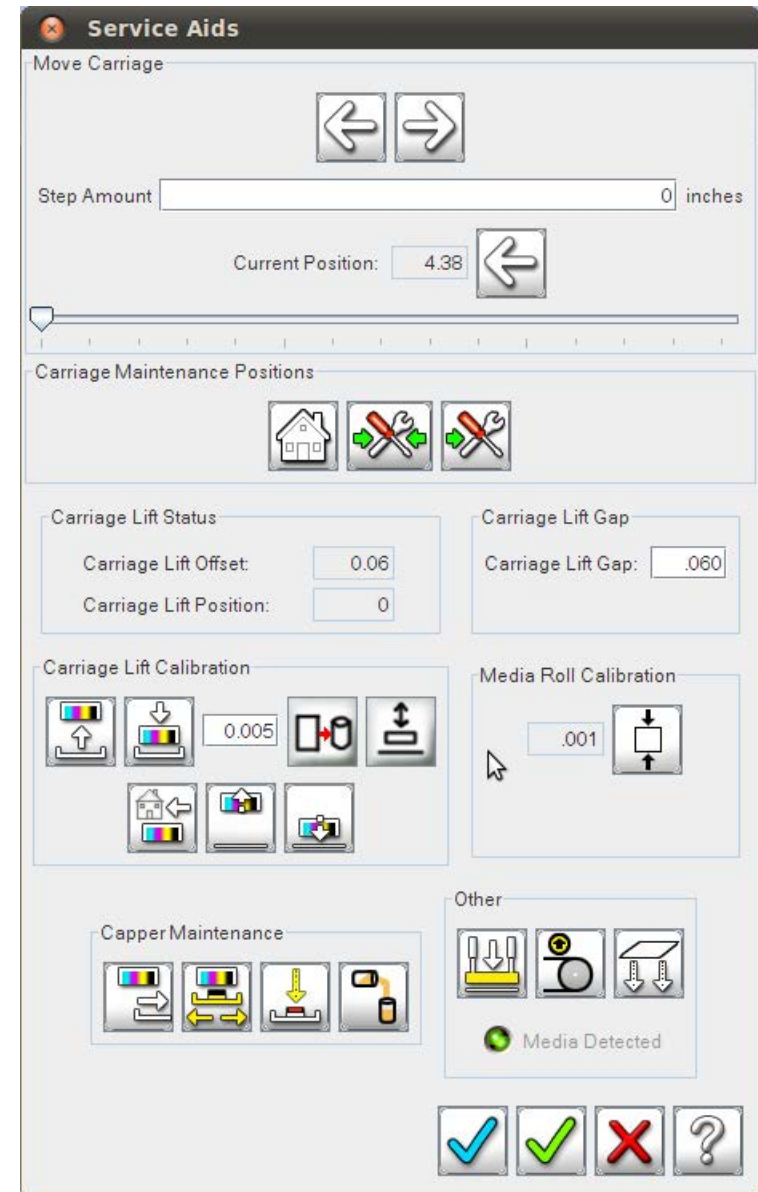 Service Aids
Move Carriage
Step Amount 0 inches
Current Position: 4.38
Carriage Maintenance Positions
Carriage Lift Status
Carriage Lift Offset: 0.06
Carriage Lift Position: 0
Carriage Lift Gap
Carriage Lift Gap: .060
Carriage Lift Calibration
0.005
Media Roll Calibration
.001
Capper Maintenance
Other
Media Detected